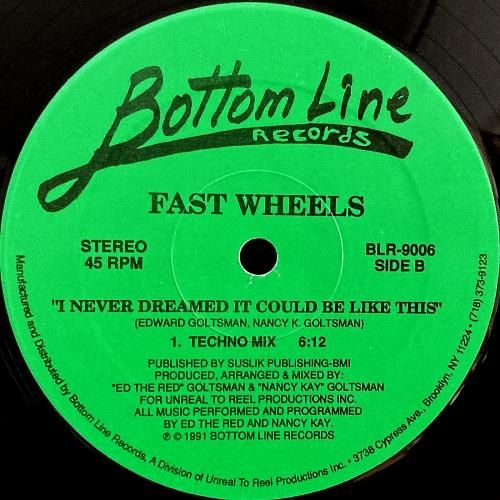 Bottom Line
Records
FAST WHEELS
STEREO
45 RPM
BLR-9006
SIDE B
"I NEVER DREAMED IT COULD BE LIKE THIS"
(EDWARD GOLTSMAN, NANCY K. GOLTSMAN)
1. TECHNO MIX 6:12
PUBLISHED BY SUSLIK PUBLISHING-BMI
PRODUCED, ARRANGED & MIXED BY:
"ED THE RED" GOLTSMAN & "NANCY KAY" GOLTSMAN
FOR UNREAL TO REEL PRODUCTIONS INC.
ALL MUSIC PERFORMED AND PROGRAMMED
BY ED THE RED AND NANCY KAY.
℗ © 1991 BOTTOM LINE RECORDS
Manufactured and Distributed by Bottom Line Records, A Division of Unreal To Reel Productions Inc. • 3738 Cypress Ave., Brooklyn, NY 11224 • (718) 373-9123